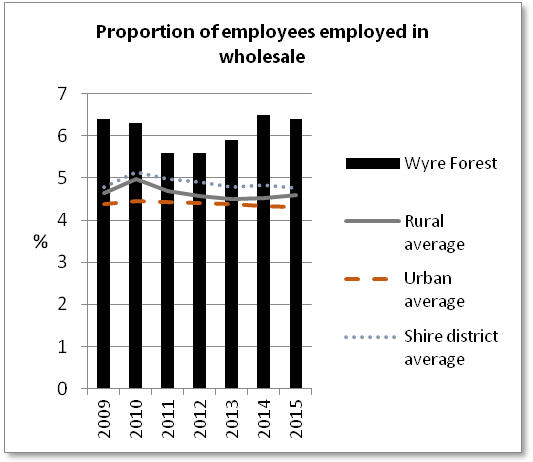 Proportion of employees employed in
wholesale
7
6
5
4
3
2
1
0
%
2009
2010
2011
2012
2013
2014
2015
Wyre Forest
Rural
average
Urban
average
Shire district
average